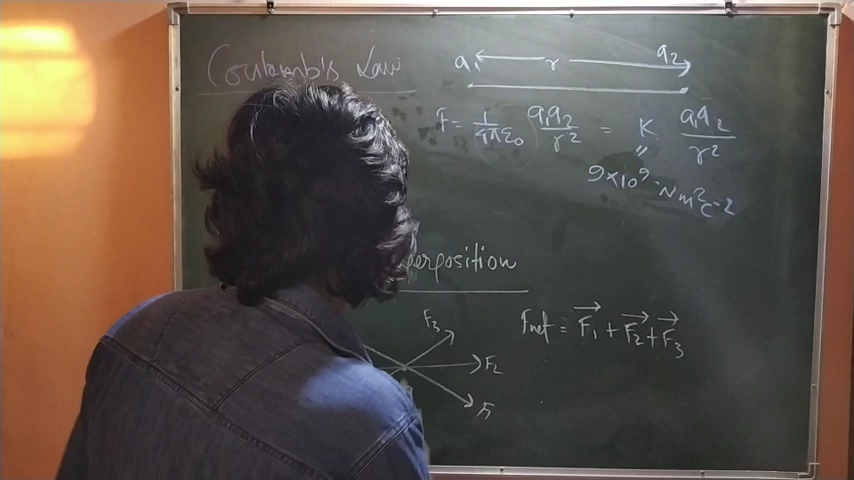 Coulomb's Law
q₁ ← r → q₂
F = 1/4πε₀ q₁q₂/r² = K q₁q₂/r²
"
9×10⁹ Nm²C⁻²
perposition
F₃
Fnet = F₁ + F₂ + F₃
F₂
F₁